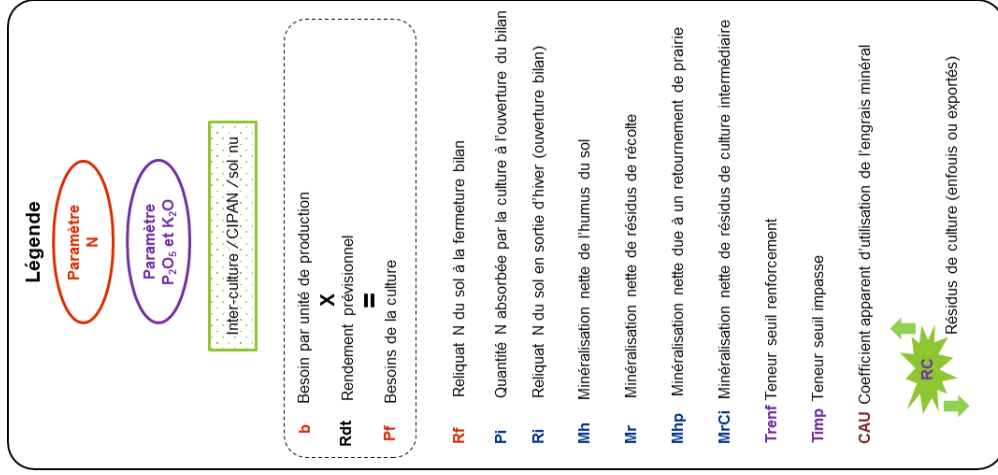 Légende
Paramètre
N
Paramètre
P₂O₅ et K₂O
Inter-culture / CIPAN / sol nu
b Besoin par unité de production
X
Rdt Rendement prévisionnel
=
Pf Besoins de la culture
Rf Reliquat N du sol à la fermeture bilan
Pi Quantité N absorbée par la culture à l'ouverture du bilan
Ri Reliquat N du sol en sortie d'hiver (ouverture bilan)
Mh Minéralisation nette de l'humus du sol
Mr Minéralisation nette de résidus de récolte
Mhp Minéralisation nette due à un retournement de prairie
MrCi Minéralisation nette de résidus de culture intermédiaire
Trenf Teneur seuil renforcement
Timp Teneur seuil impasse
CAU Coefficient apparent d'utilisation de l'engrais minéral
RC Résidus de culture (enfouis ou exportés)